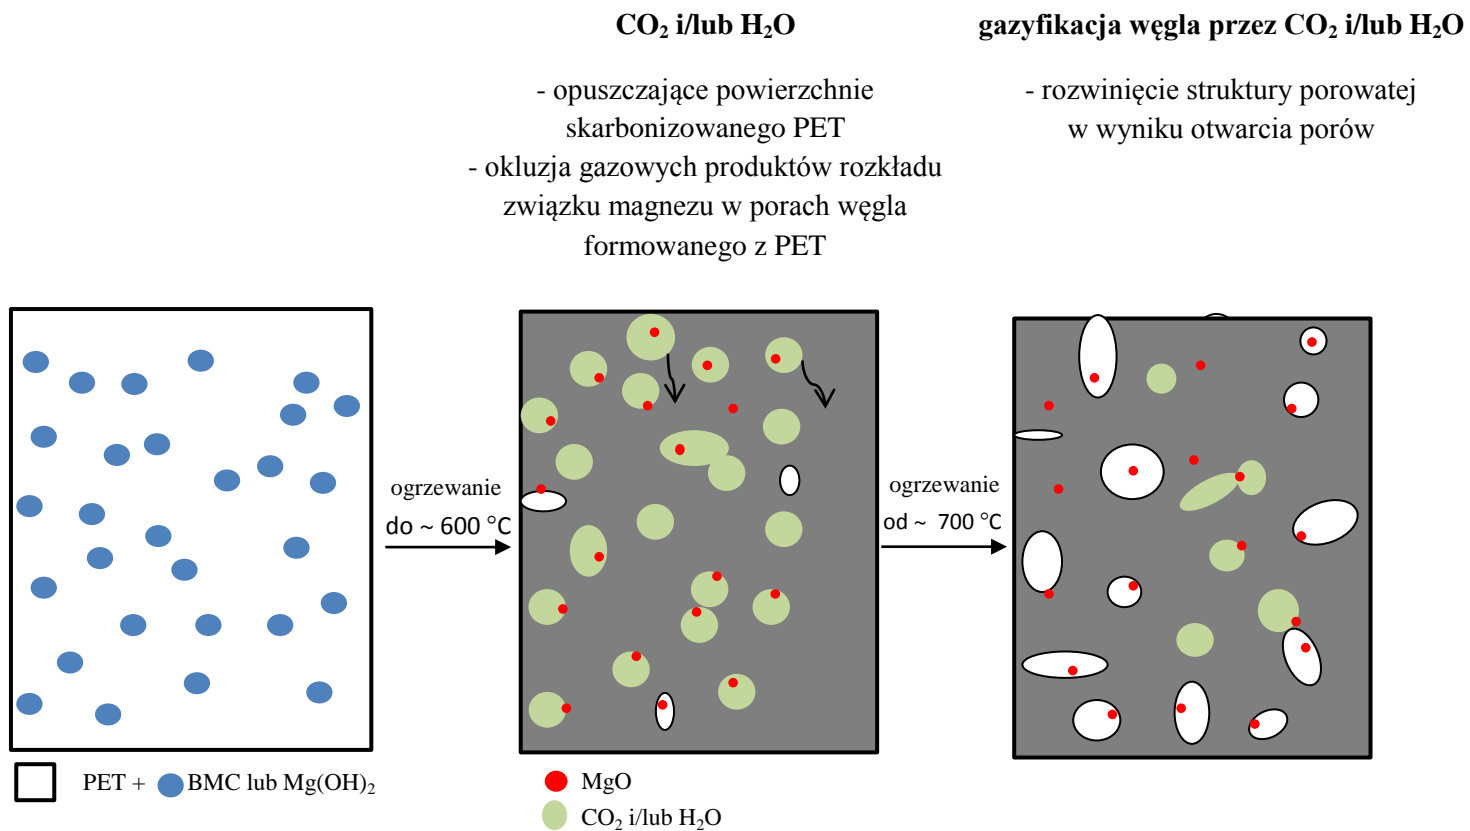 CO₂ i/lub H₂O
- opuszczające powierzchnie
skarbonizowanego PET
- okluzja gazowych produktów rozkładu
związku magnezu w porach węgla
formowanego z PET
gazyfikacja węgla przez CO₂ i/lub H₂O
- rozwinięcie struktury porowatej
w wyniku otwarcia porów
ogrzewanie
do ~ 600 °C
ogrzewanie
od ~ 700 °C
PET + BMC lub Mg(OH)₂
MgO
CO₂ i/lub H₂O